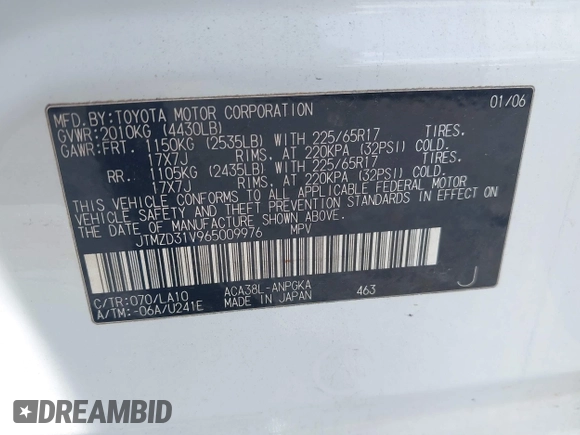 MFD.BY:TOYOTA MOTOR CORPORATION 01/06
GVWR:2010KG (4430LB)
GAWR:FRT. 1150KG (2535LB) WITH 225/65R17
17X7J RIMS, AT 220KPA (32PSI) COLD.
RR. 1105KG (2435LB) WITH 225/65R17
17X7J RIMS, AT 220KPA (32PSI) COLD.
THIS VEHICLE CONFORMS TO ALL APPLICABLE FEDERAL MOTOR
VEHICLE SAFETY AND THEFT PREVENTION STANDARDS IN EFFECT ON
THE DATE OF MANUFACTURE SHOWN ABOVE.
JTMZD31V965009976 MPV
C/TR:070/LA10 ACA38L-ANPGKA 463 J
A/TM:-06A/U241E MADE IN JAPAN
DREAMBID